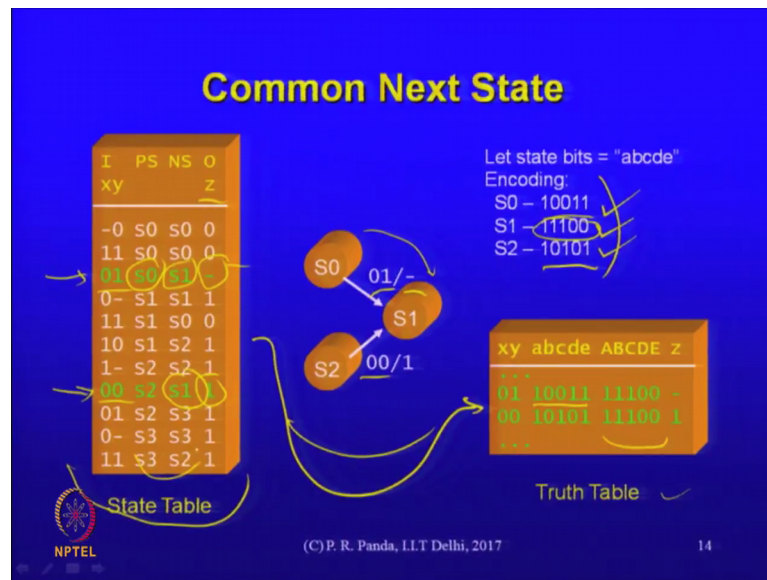 Common Next State
I PS NS O
xy z
-0 s0 s0 0
11 s0 s0 0
01 s0 s1 -
0- s1 s1 1
11 s1 s0 0
10 s1 s2 1
1- s2 s2 1
00 s2 s1 1
01 s2 s3 1
0- s3 s3 1
11 s3 s2 1
State Table
S0
01/-
S1
S2
00/1
Let state bits = "abcde"
Encoding:
S0 – 10011
S1 – 11100
S2 – 10101
xy abcde ABCDE z
...
01 10011 11100 -
00 10101 11100 1
...
Truth Table
NPTEL
(C) P. R. Panda, I.I.T Delhi, 2017
14